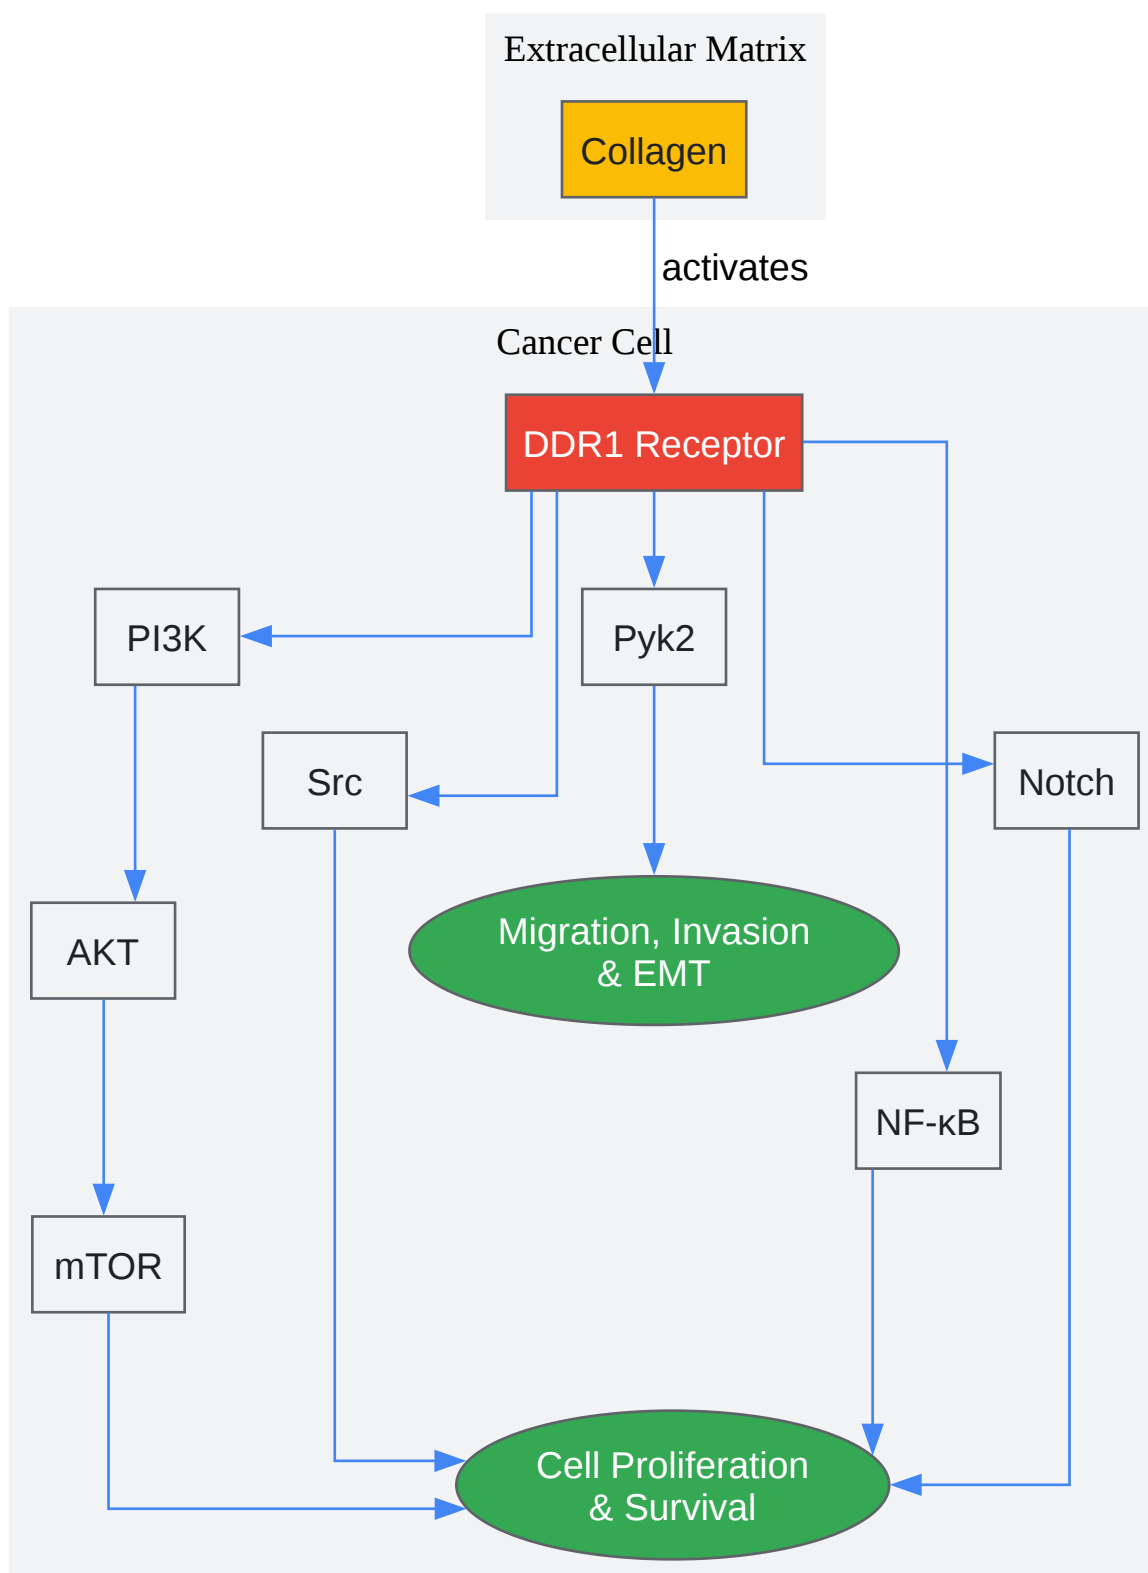 Extracellular Matrix
Collagen
activates
Cancer Cell
DDR1 Receptor
PI3K
Pyk2
Src
Notch
Migration, Invasion
& EMT
AKT
NF-κB
mTOR
Cell Proliferation
& Survival